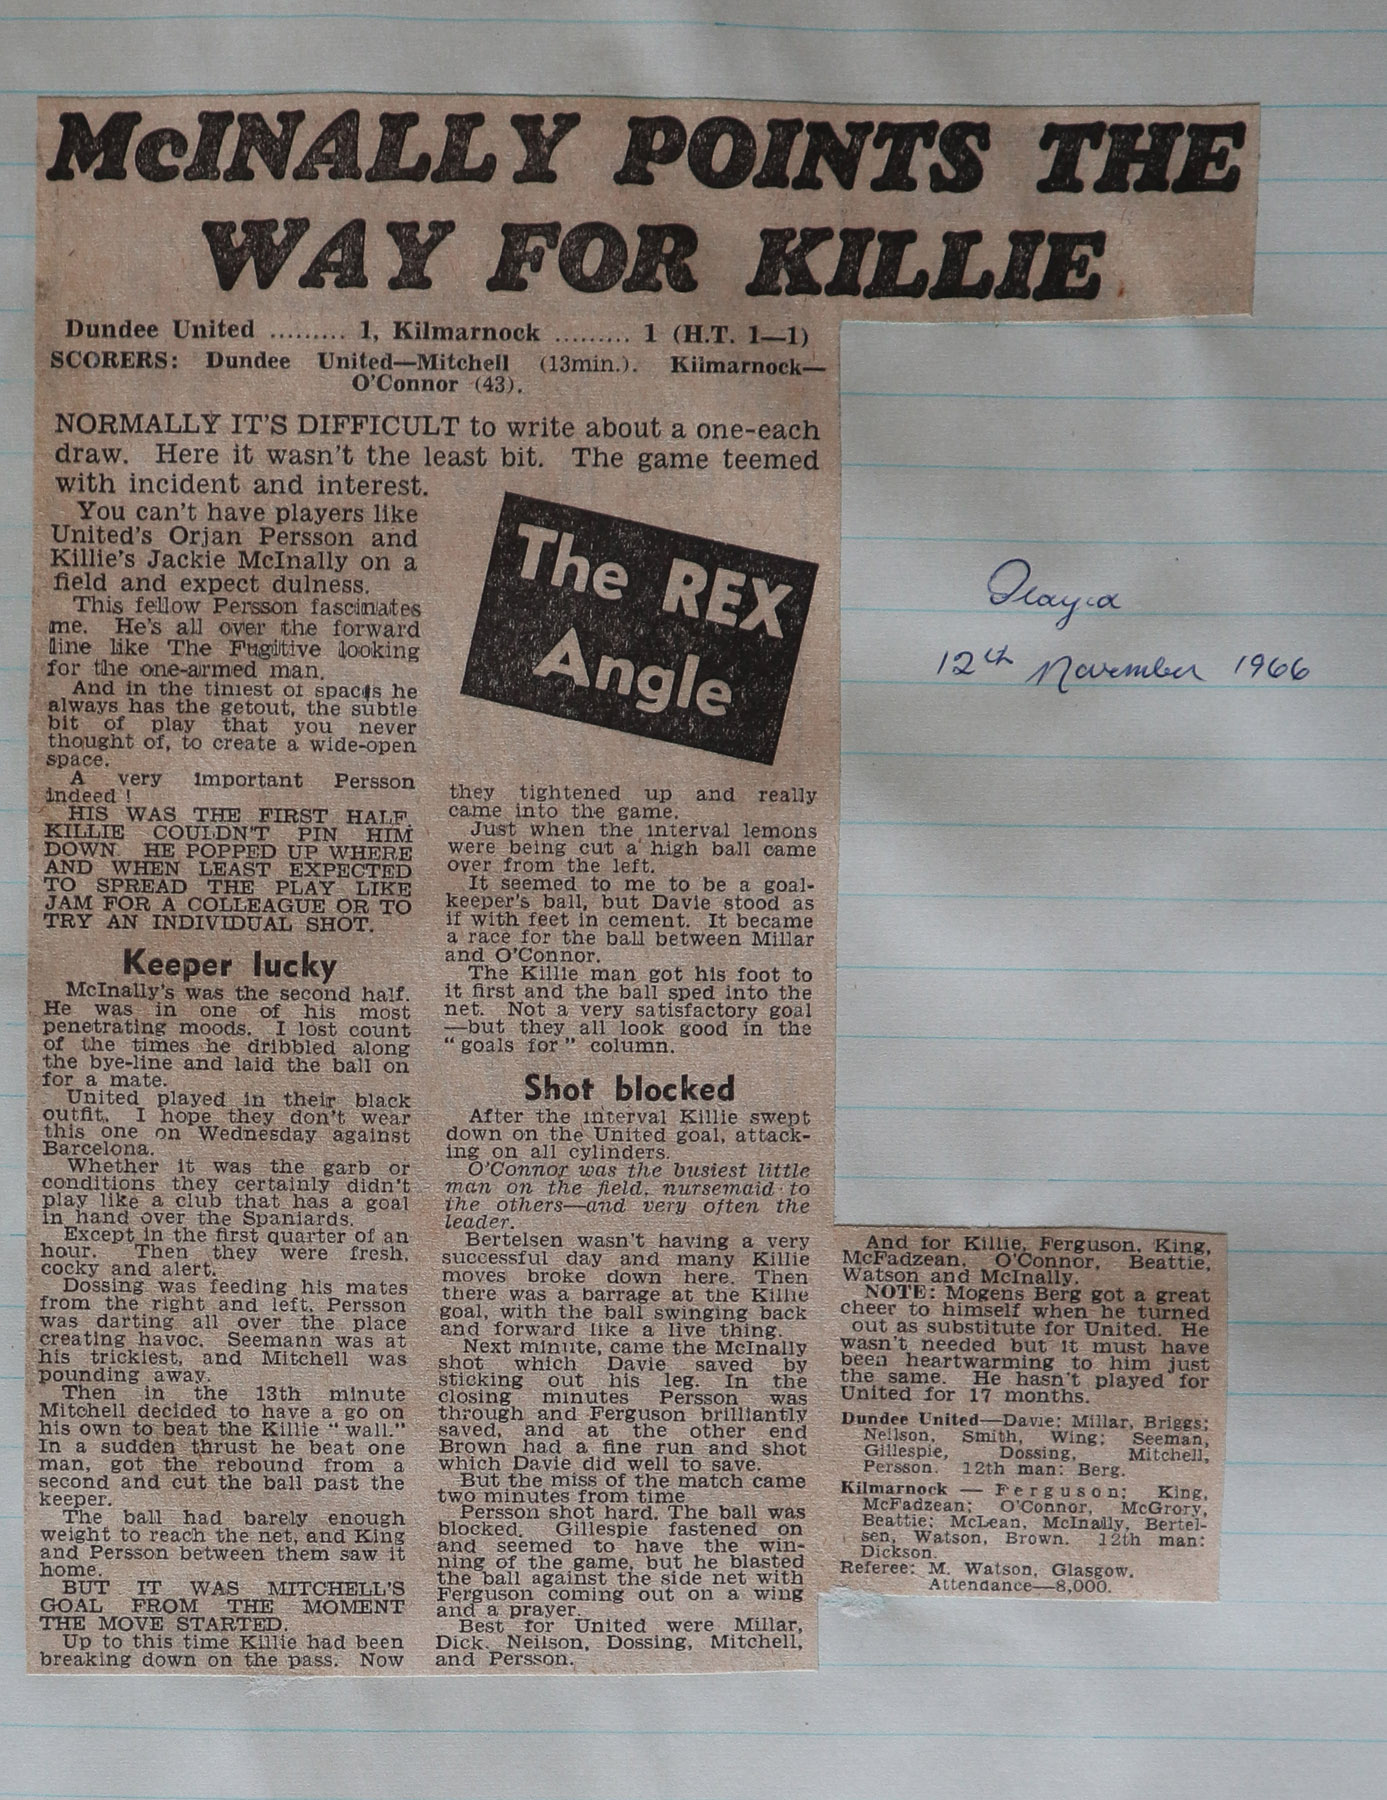 McINALLY POINTS THE
WAY FOR KILLIE
Dundee United ......... 1, Kilmarnock ......... 1 (H.T. 1—1)
SCORERS: Dundee United—Mitchell (13min.). Kilmarnock—
O'Connor (43).
NORMALLY IT'S DIFFICULT to write about a one-each
draw. Here it wasn't the least bit. The game teemed
with incident and interest.
You can't have players like
United's Orjan Persson and
Killie's Jackie McInally on a
field and expect dulness.
This fellow Persson fascinates
me. He's all over the forward
line like The Fugitive looking
for the one-armed man.
And in the tiniest of spaces he
always has the getout, the subtle
bit of play that you never
thought of, to create a wide-open
space.
A very important Persson
indeed!
HIS WAS THE FIRST HALF.
KILLIE COULDN'T PIN HIM
DOWN. HE POPPED UP WHERE
AND WHEN LEAST EXPECTED
TO SPREAD THE PLAY LIKE
JAM FOR A COLLEAGUE OR TO
TRY AN INDIVIDUAL SHOT.
Keeper lucky
McInally's was the second half.
He was in one of his most
penetrating moods. I lost count
of the times he dribbled along
the bye-line and laid the ball on
for a mate.
United played in their black
outfit. I hope they don't wear
this one on Wednesday against
Barcelona.
Whether it was the garb or
conditions they certainly didn't
play like a club that has a goal
in hand over the Spaniards.
Except in the first quarter of an
hour. Then they were fresh,
cocky and alert.
Dossing was feeding his mates
from the right and left. Persson
was darting all over the place
creating havoc. Seemann was at
his trickiest, and Mitchell was
pounding away.
Then in the 13th minute
Mitchell decided to have a go on
his own to beat the Killie "wall."
In a sudden thrust he beat one
man, got the rebound from a
second and cut the ball past the
keeper.
The ball had barely enough
weight to reach the net, and King
and Persson between them saw it
home.
BUT IT WAS MITCHELL'S
GOAL FROM THE MOMENT
THE MOVE STARTED.
Up to this time Killie had been
breaking down on the pass. Now
The REX
Angle
they tightened up and really
came into the game.
Just when the interval lemons
were being cut a high ball came
over from the left.
It seemed to me to be a goal-
keeper's ball, but Davie stood as
if with feet in cement. It became
a race for the ball between Millar
and O'Connor.
The Killie man got his foot to
it first and the ball sped into the
net. Not a very satisfactory goal
—but they all look good in the
"goals for" column.
Shot blocked
After the interval Killie swept
down on the United goal, attack-
ing on all cylinders.
O'Connor was the busiest little
man on the field, nursemaid to
the others—and very often the
leader.
Bertelsen wasn't having a very
successful day and many Killie
moves broke down here. Then
there was a barrage at the Killie
goal, with the ball swinging back
and forward like a live thing.
Next minute, came the McInally
shot which Davie saved by
sticking out his leg. In the
closing minutes Persson was
through and Ferguson brilliantly
saved, and at the other end
Brown had a fine run and shot
which Davie did well to save.
But the miss of the match came
two minutes from time
Persson shot hard. The ball was
blocked. Gillespie fastened on
and seemed to have the win-
ning of the game, but he blasted
the ball against the side net with
Ferguson coming out on a wing
and a prayer.
Best for United were Millar,
Dick, Neilson, Dossing, Mitchell,
and Persson.
Played
12th November 1966
And for Killie, Ferguson, King,
McFadzean, O'Connor, Beattie,
Watson and McInally.
NOTE: Mogens Berg got a great
cheer to himself when he turned
out as substitute for United. He
wasn't needed but it must have
been heartwarming to him just
the same. He hasn't played for
United for 17 months.
Dundee United—Davie; Millar, Briggs;
Neilson, Smith, Wing; Seeman,
Gillespie, Dossing, Mitchell,
Persson. 12th man: Berg.
Kilmarnock — Ferguson; King,
McFadzean; O'Connor, McGrory,
Beattie; McLean, McInally, Bertel-
sen, Watson, Brown. 12th man:
Dickson.
Referee: M. Watson, Glasgow.
Attendance—8,000.